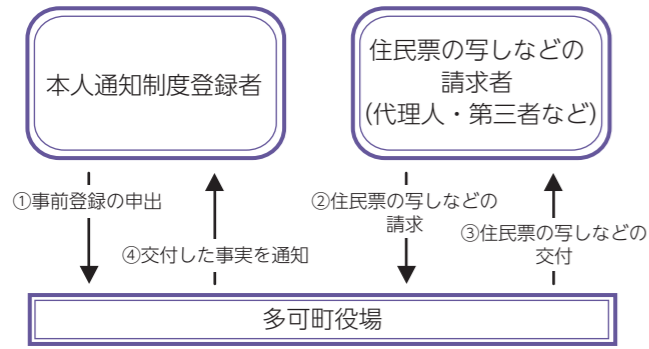 本人通知制度登録者
住民票の写しなどの
請求者
(代理人・第三者など)
①事前登録の申出
④交付した事実を通知
②住民票の写しなどの
請求
③住民票の写しなどの
交付
多可町役場